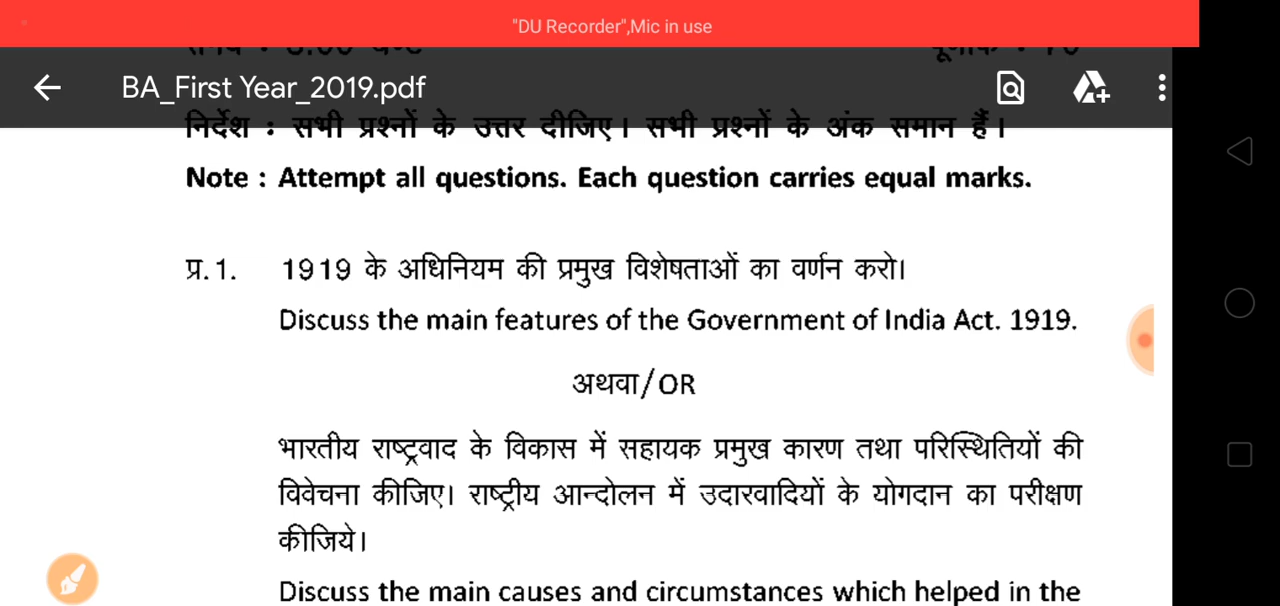 "DU Recorder",Mic in use
BA_First Year_2019.pdf
निर्देश : सभी प्रश्नों के उत्तर दीजिए। सभी प्रश्नों के अंक समान हैं।
Note : Attempt all questions. Each question carries equal marks.
प्र.1. 1919 के अधिनियम की प्रमुख विशेषताओं का वर्णन करो।
Discuss the main features of the Government of India Act. 1919.
अथवा/OR
भारतीय राष्ट्रवाद के विकास में सहायक प्रमुख कारण तथा परिस्थितियों की
विवेचना कीजिए। राष्ट्रीय आन्दोलन में उदारवादियों के योगदान का परीक्षण
कीजिये।
Discuss the main causes and circumstances which helped in the